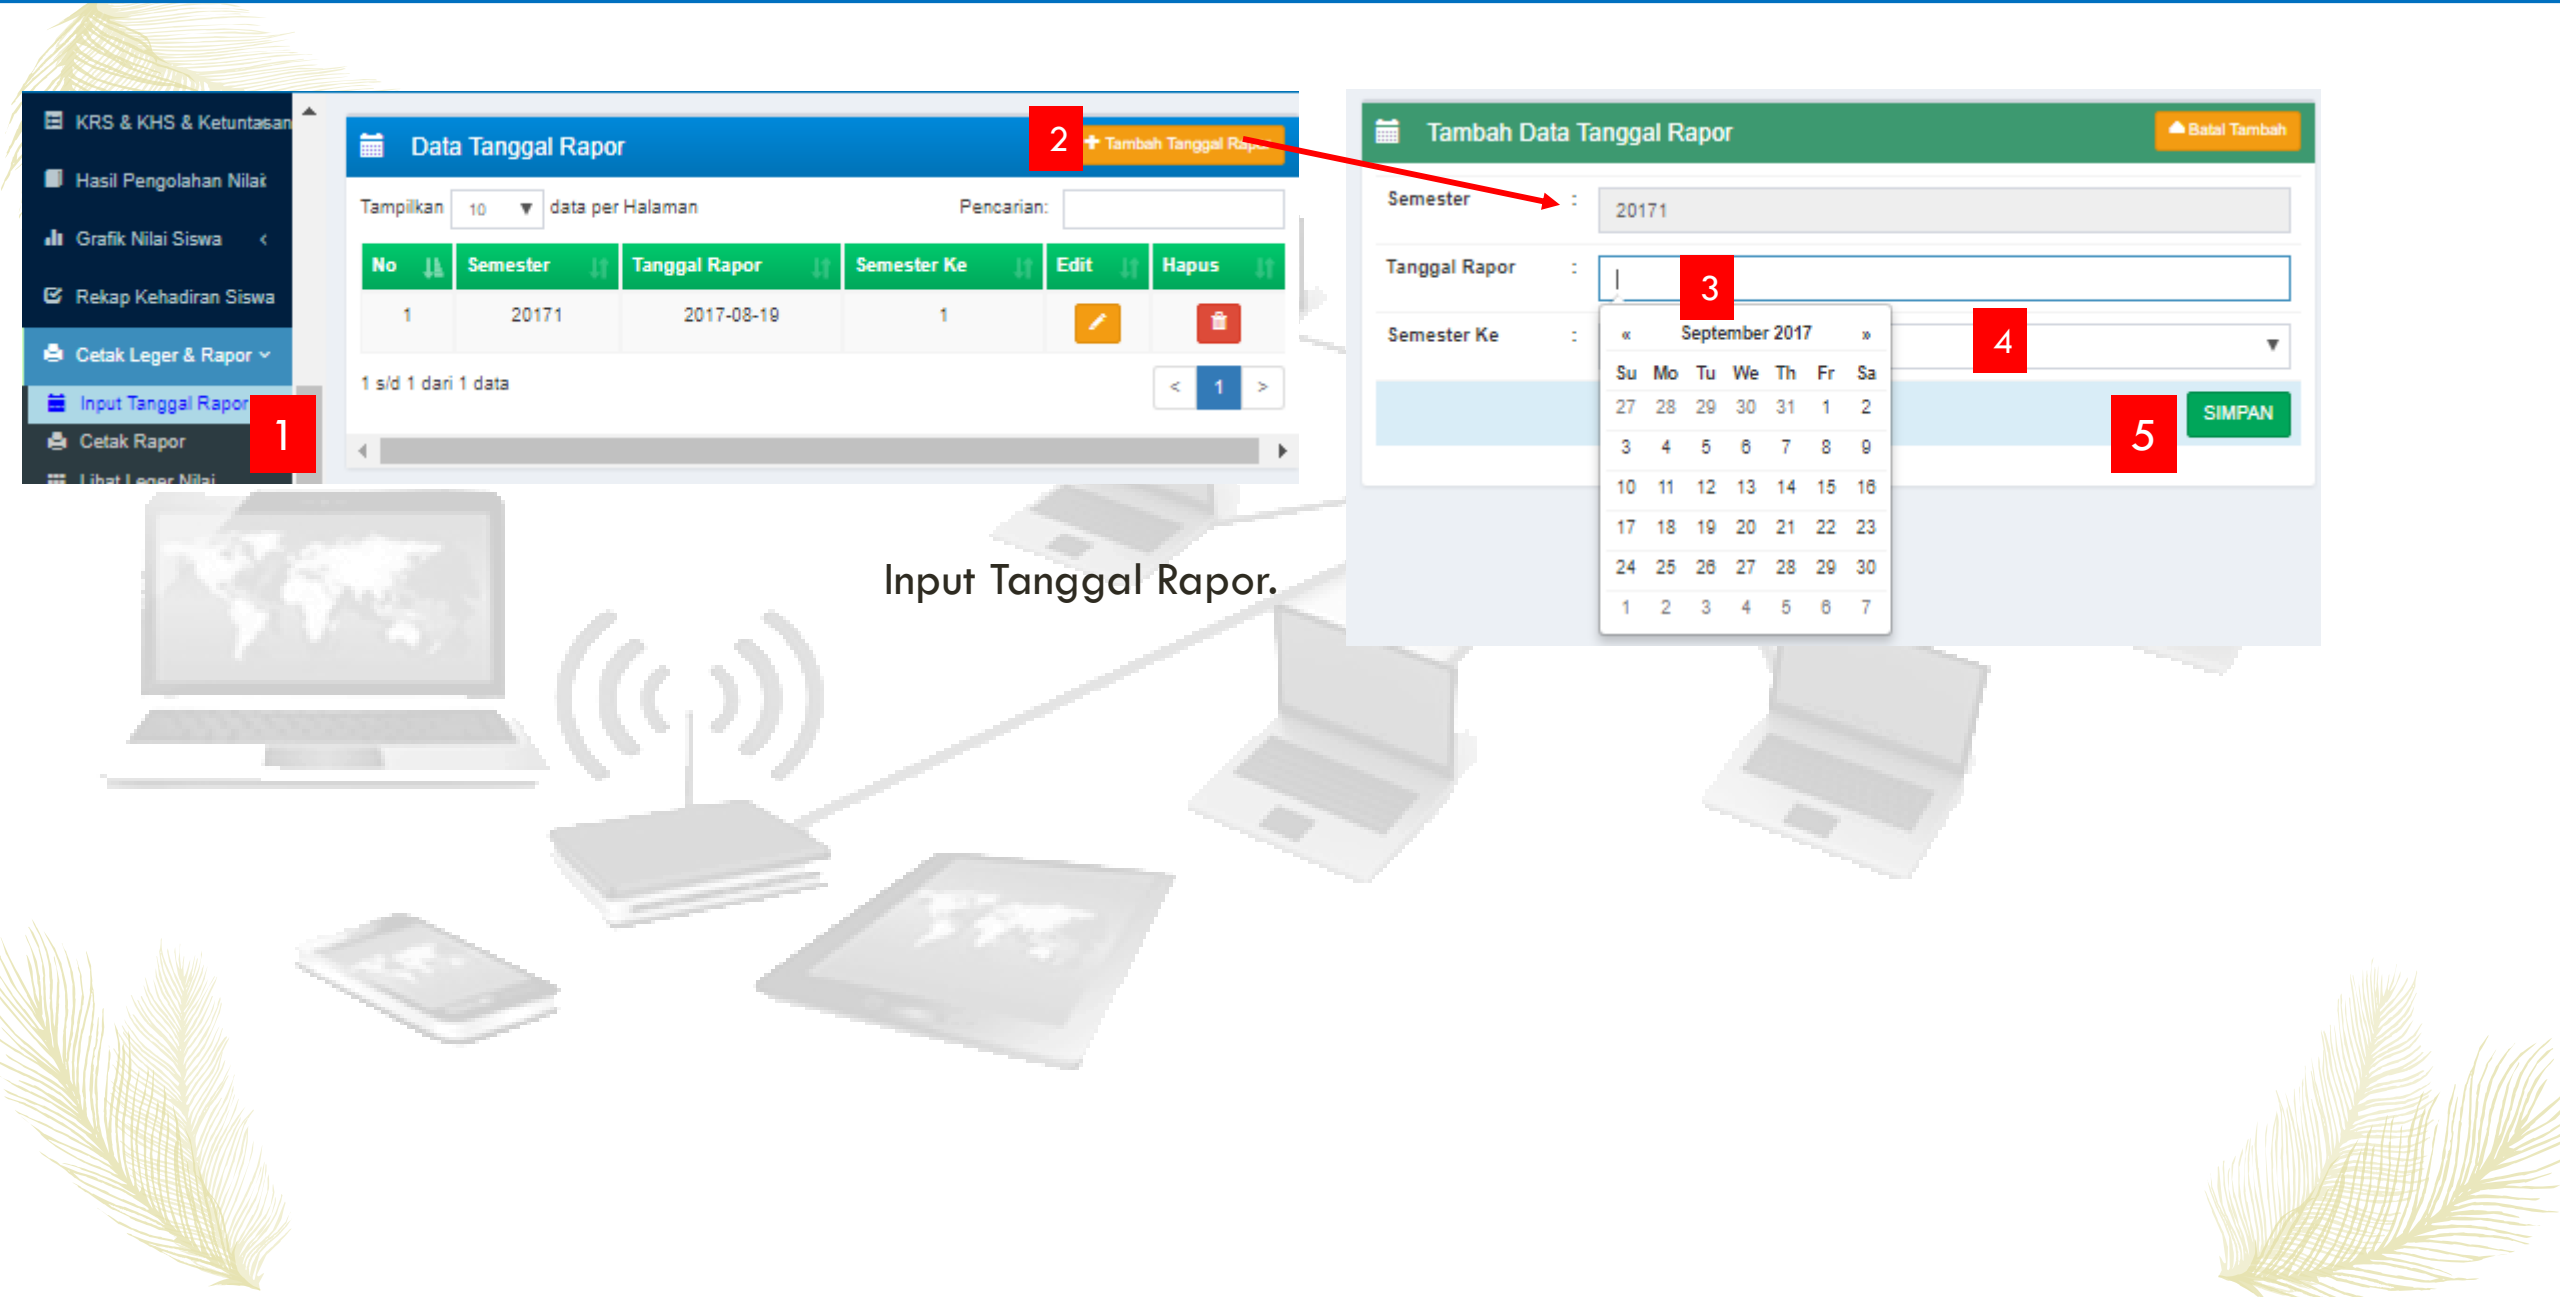 KRS & KHS & Ketuntasan
Hasil Pengolahan Nilai
Grafik Nilai Siswa <
Rekap Kehadiran Siswa
Cetak Leger & Rapor
Input Tanggal Rapor
Cetak Rapor
Lihat Leger Nilai
1
Data Tanggal Rapor
2
+ Tambah Tanggal Rapor
Tampilkan 10 data per Halaman
Pencarian:
No Semester Tanggal Rapor Semester Ke Edit Hapus
1 20171 2017-08-19 1
1 s/d 1 dari 1 data
< 1 >
Tambah Data Tanggal Rapor
Batal Tambah
Semester : 20171
Tanggal Rapor :
3
Semester Ke :
4
« September 2017 »
Su Mo Tu We Th Fr Sa
27 28 29 30 31 1 2
3 4 5 6 7 8 9
10 11 12 13 14 15 16
17 18 19 20 21 22 23
24 25 26 27 28 29 30
1 2 3 4 5 6 7
5
SIMPAN
Input Tanggal Rapor.